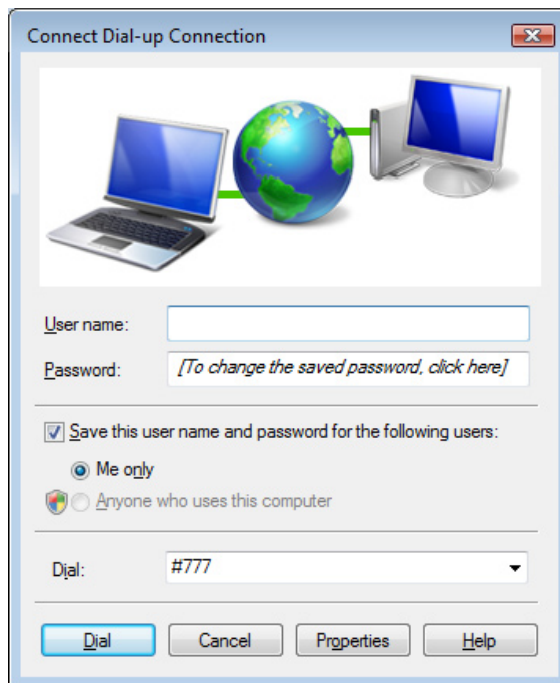 Connect Dial-up Connection
User name:
Password: [To change the saved password, click here]
Save this user name and password for the following users:
Me only
Anyone who uses this computer
Dial: #777
Dial Cancel Properties Help